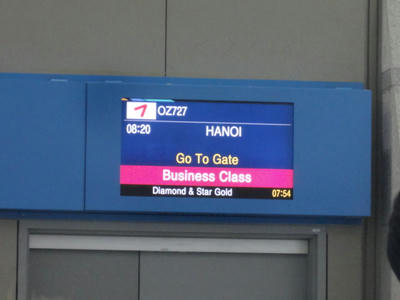 OZ727
08:20 HANOI
Go To Gate
Business Class
Diamond & Star Gold 07:54